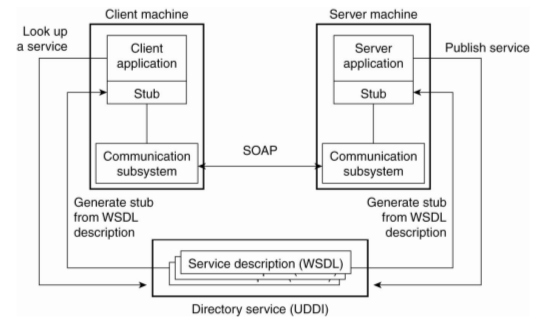 Client machine
Server machine
Look up
a service
Client
application
Stub
Communication
subsystem
SOAP
Server
application
Stub
Communication
subsystem
Publish service
Generate stub
from WSDL
description
Generate stub
from WSDL
description
Service description (WSDL)
Directory service (UDDI)